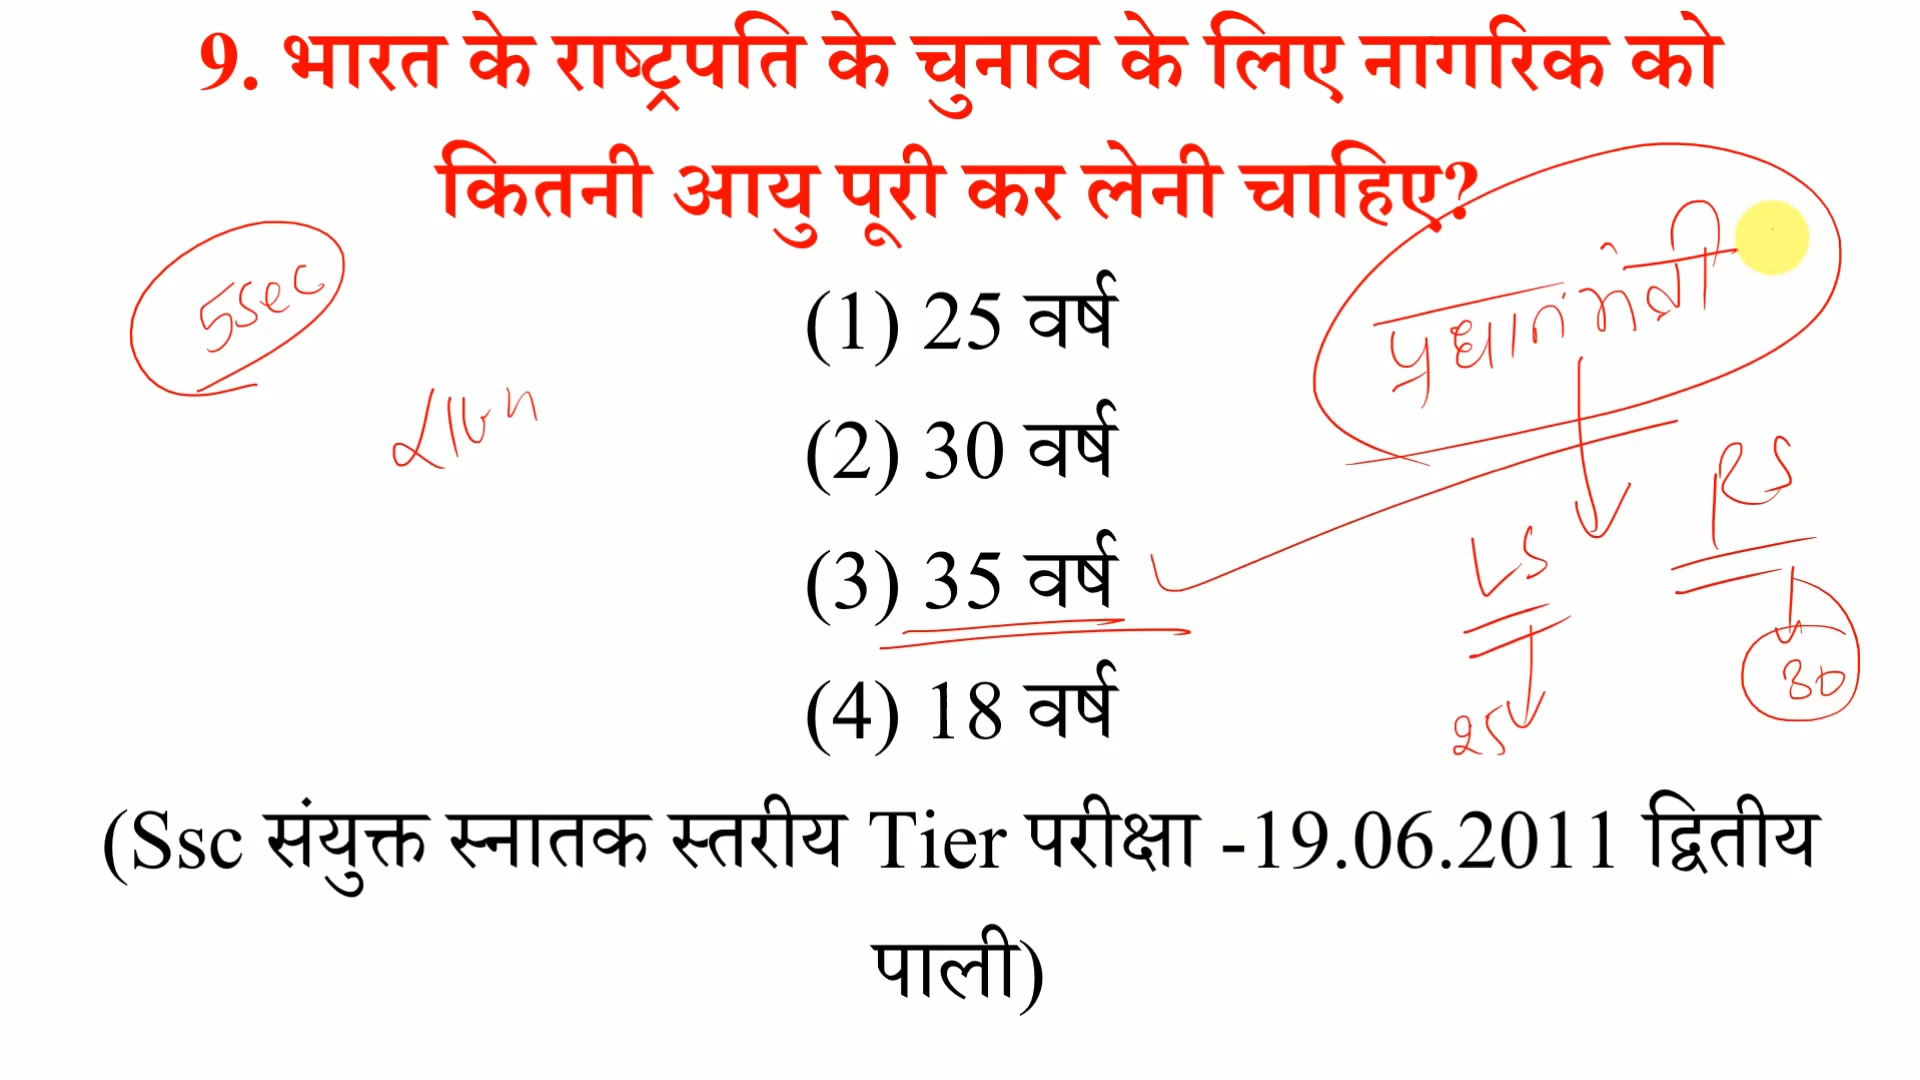 9. भारत के राष्ट्रपति के चुनाव के लिए नागरिक को
कितनी आयु पूरी कर लेनी चाहिए?
5sec
प्रधानमंत्री
(1) 25 वर्ष
(2) 30 वर्ष
RS
LS
(3) 35 वर्ष
30
(4) 18 वर्ष
25
(Ssc संयुक्त स्नातक स्तरीय Tier परीक्षा -19.06.2011 द्वितीय
पाली)